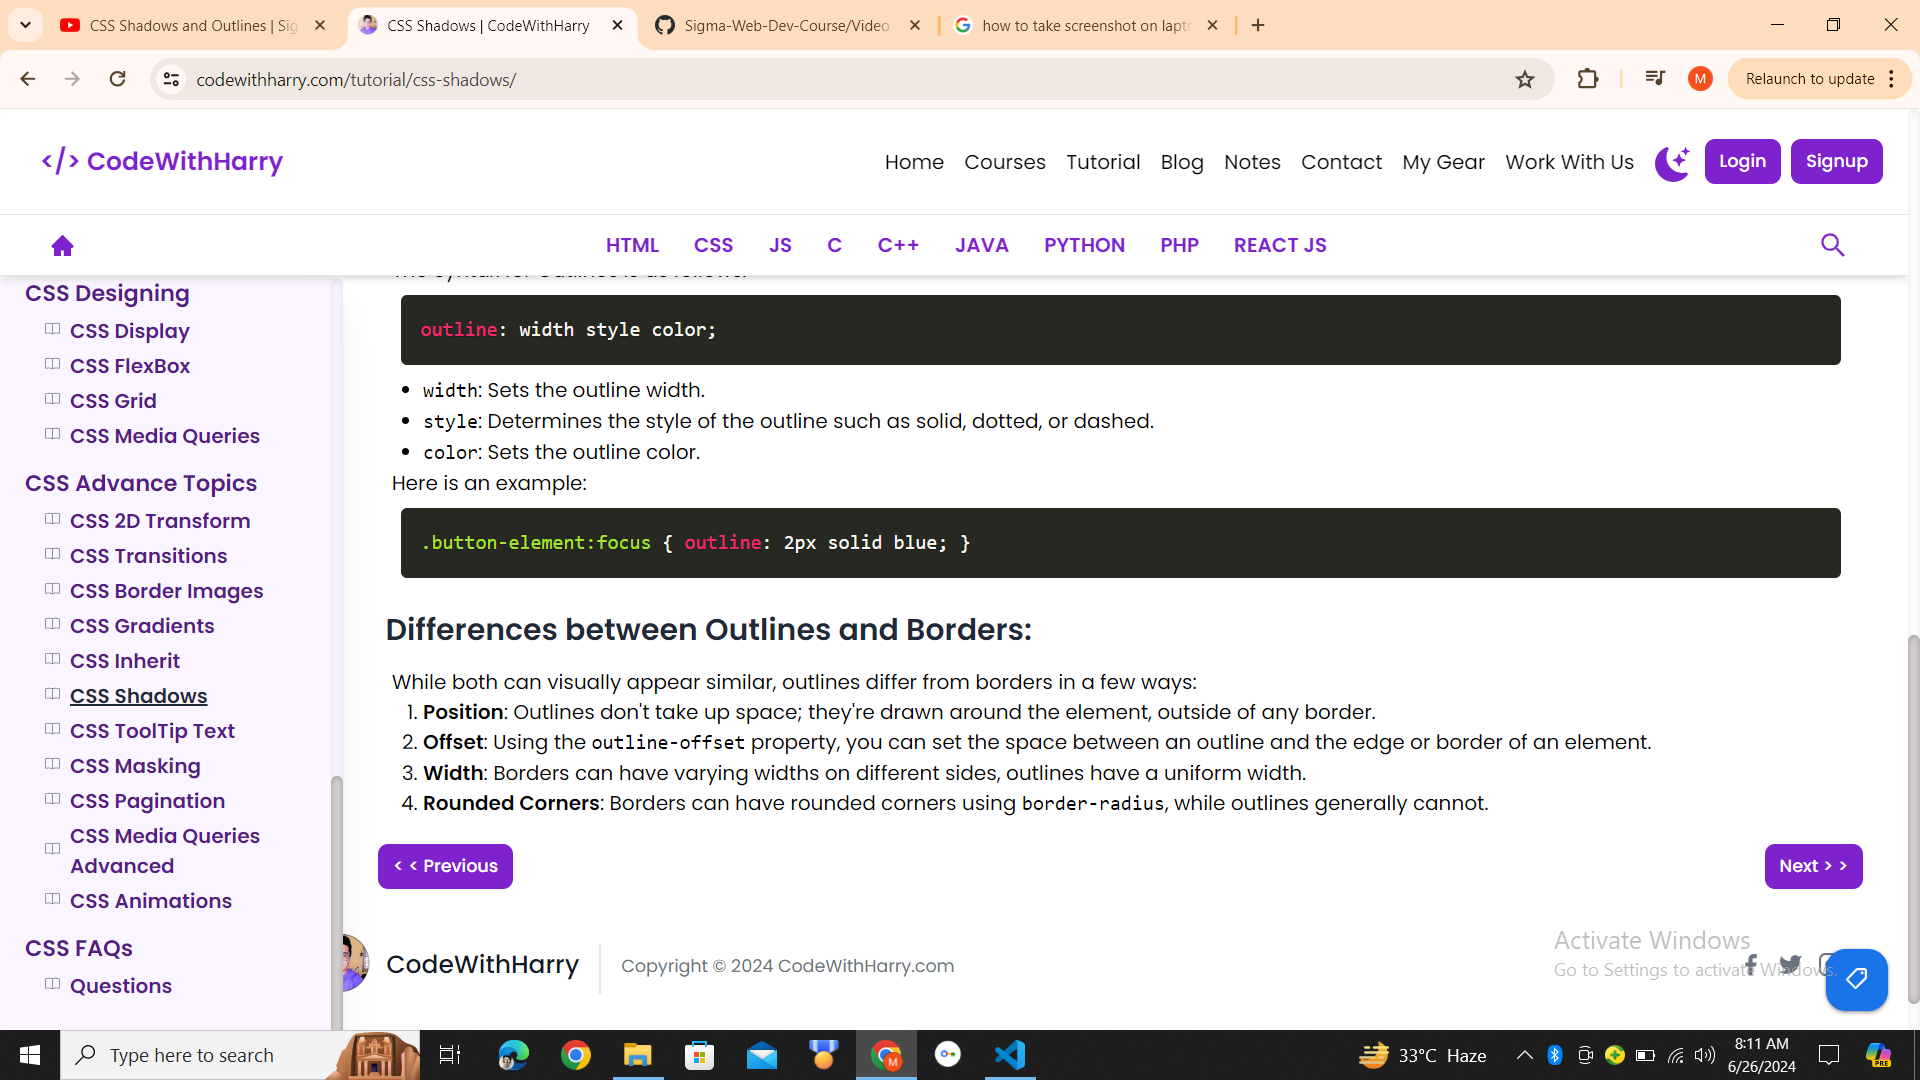 CSS Shadows and Outlines | Sig
CSS Shadows | CodeWithHarry
Sigma-Web-Dev-Course/Video
how to take screenshot on lapt
codewithharry.com/tutorial/css-shadows/
M
Relaunch to update
</> CodeWithHarry
Home Courses Tutorial Blog Notes Contact My Gear Work With Us Login Signup
HTML CSS JS C C++ JAVA PYTHON PHP REACT JS
CSS Designing
CSS Display
CSS FlexBox
CSS Grid
CSS Media Queries
CSS Advance Topics
CSS 2D Transform
CSS Transitions
CSS Border Images
CSS Gradients
CSS Inherit
CSS Shadows
CSS ToolTip Text
CSS Masking
CSS Pagination
CSS Media Queries
Advanced
CSS Animations
CSS FAQs
Questions
The syntax for Outlines is as follows:
outline: width style color;
• width: Sets the outline width.
• style: Determines the style of the outline such as solid, dotted, or dashed.
• color: Sets the outline color.
Here is an example:
.button-element:focus { outline: 2px solid blue; }
Differences between Outlines and Borders:
While both can visually appear similar, outlines differ from borders in a few ways:
1. Position: Outlines don't take up space; they're drawn around the element, outside of any border.
2. Offset: Using the outline-offset property, you can set the space between an outline and the edge or border of an element.
3. Width: Borders can have varying widths on different sides, outlines have a uniform width.
4. Rounded Corners: Borders can have rounded corners using border-radius, while outlines generally cannot.
< < Previous
Next > >
CodeWithHarry
Copyright © 2024 CodeWithHarry.com
Activate Windows
Go to Settings to activate Windows.
Type here to search
M
33°C Haze
8:11 AM
6/26/2024
PRE